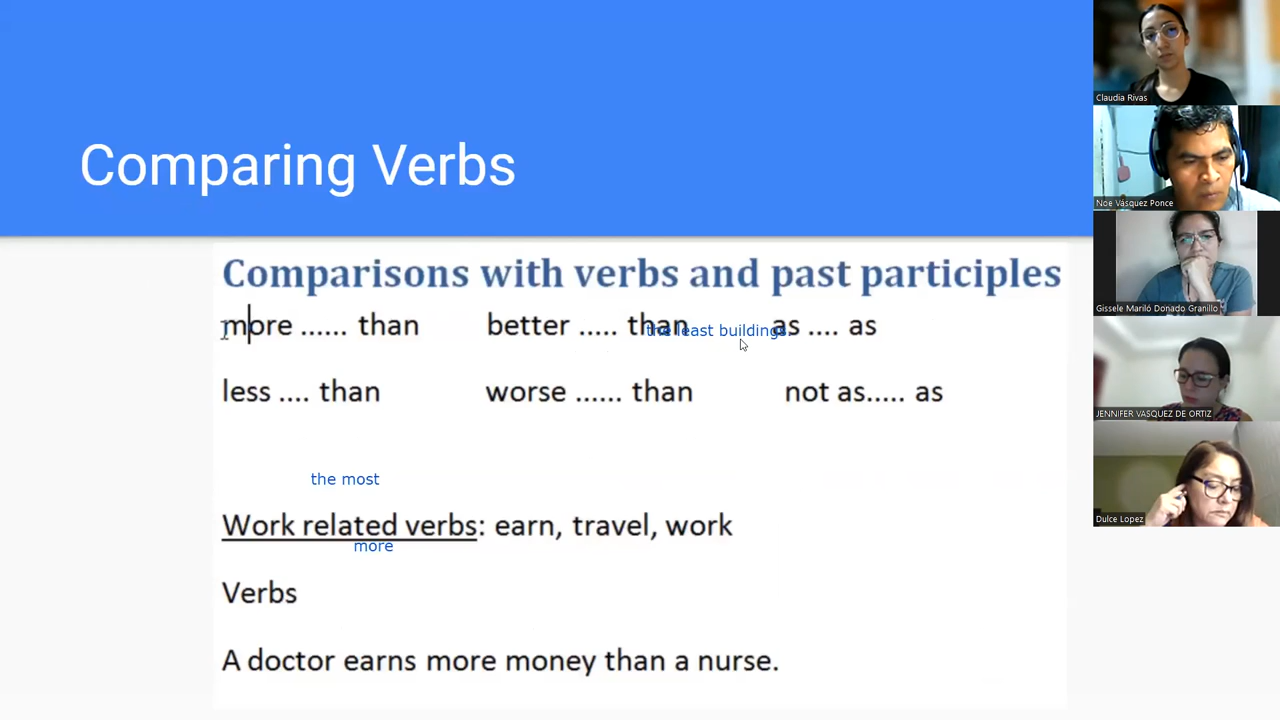 Comparing Verbs
Comparisons with verbs and past participles
more ...... than better ..... than as .... as
the least buildings.
less .... than worse ...... than not as..... as
the most
Work related verbs: earn, travel, work
more
Verbs
A doctor earns more money than a nurse.
Claudia Rivas
Noe Vásquez Ponce
Gissele Mariló Donado Granillo
JENNIFER VASQUEZ DE ORTIZ
Dulce Lopez